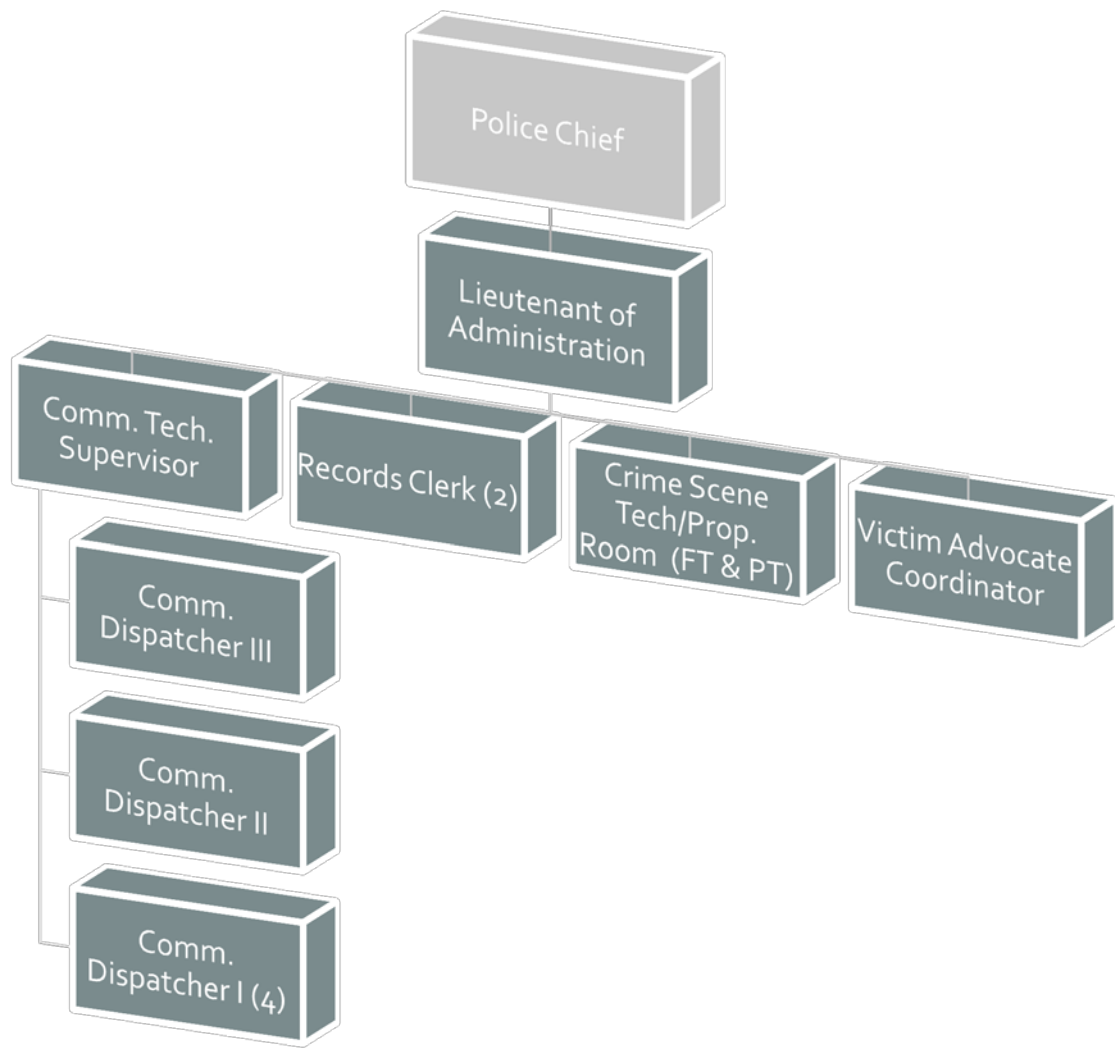 Police Chief
Lieutenant of
Administration
Comm. Tech.
Supervisor
Records Clerk (2)
Crime Scene
Tech/Prop.
Room (FT & PT)
Victim Advocate
Coordinator
Comm.
Dispatcher III
Comm.
Dispatcher II
Comm.
Dispatcher I (4)